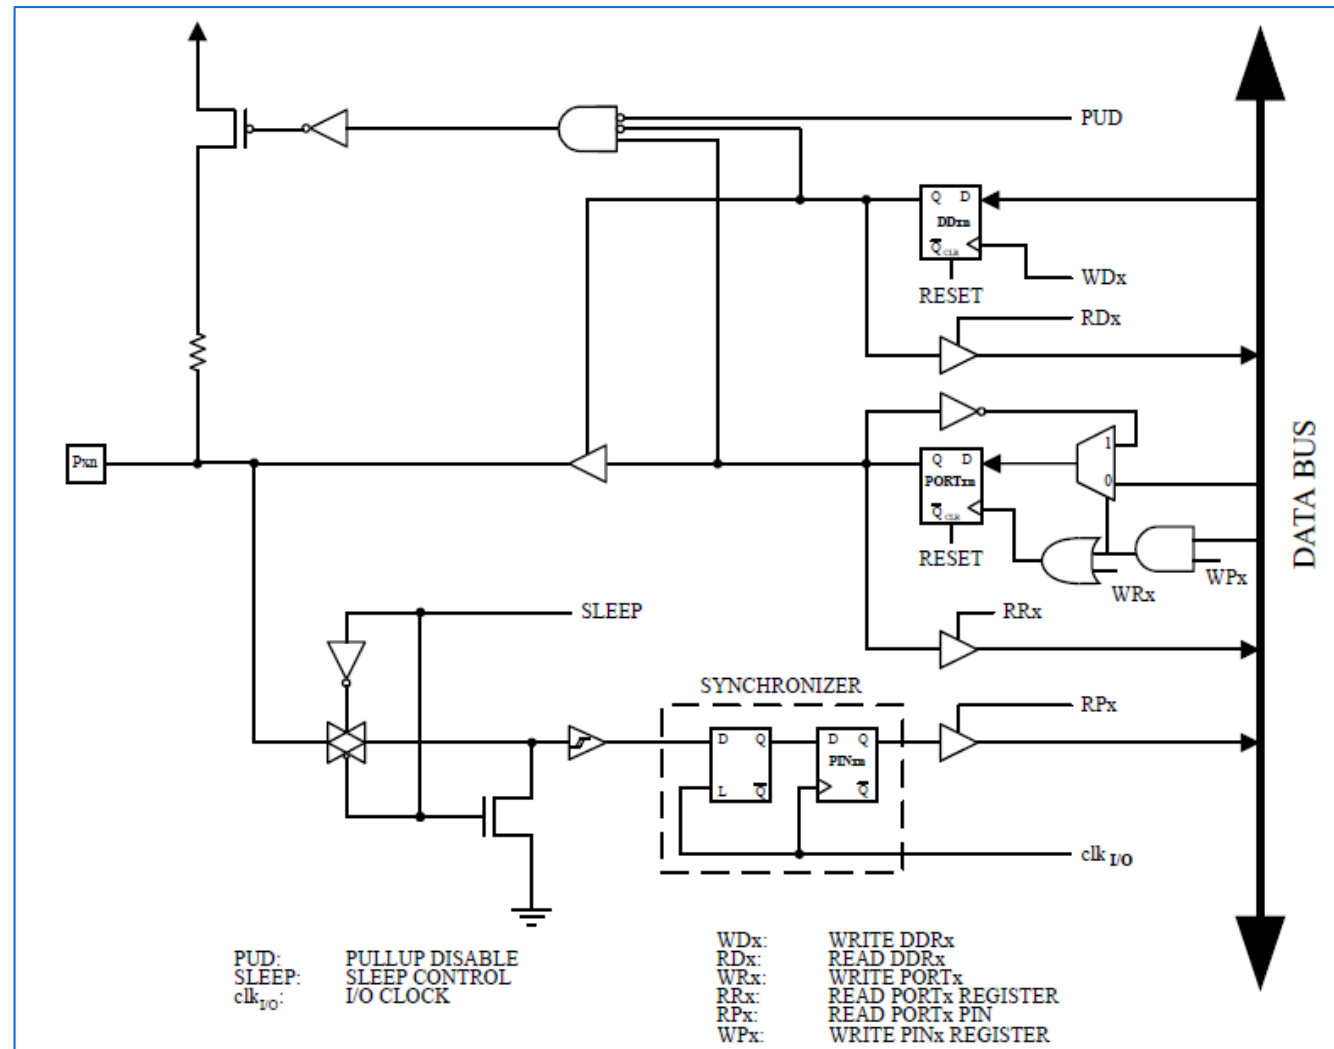 PUD
Q D
DDxn
Q CLR
WDx
RESET
RDx
1
Pxn
Q D
PORTxn
0
Q CLR
RESET
WRx
WPx
DATA BUS
RRx
SLEEP
SYNCHRONIZER
RPx
D Q
D Q
PINxn
L Q
Q
clk I/O
PUD: PULLUP DISABLE
SLEEP: SLEEP CONTROL
clkI/O: I/O CLOCK
WDx: WRITE DDRx
RDx: READ DDRx
WRx: WRITE PORTx
RRx: READ PORTx REGISTER
RPx: READ PORTx PIN
WPx: WRITE PINx REGISTER